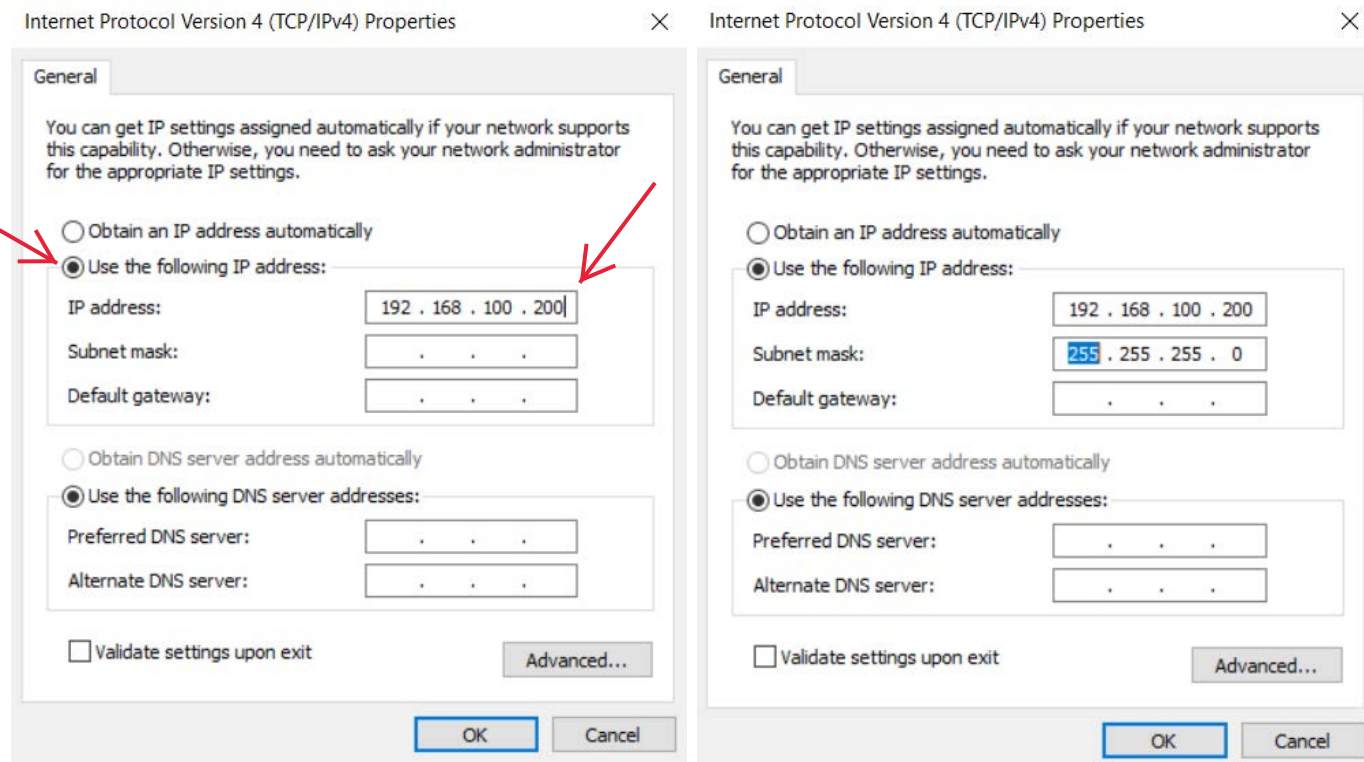 Internet Protocol Version 4 (TCP/IPv4) Properties
General
You can get IP settings assigned automatically if your network supports
this capability. Otherwise, you need to ask your network administrator
for the appropriate IP settings.
Obtain an IP address automatically
Use the following IP address:
IP address: 192 . 168 . 100 . 200
Subnet mask: . . .
Default gateway: . . .
Obtain DNS server address automatically
Use the following DNS server addresses:
Preferred DNS server: . . .
Alternate DNS server: . . .
Validate settings upon exit
Advanced...
OK Cancel
Internet Protocol Version 4 (TCP/IPv4) Properties
General
You can get IP settings assigned automatically if your network supports
this capability. Otherwise, you need to ask your network administrator
for the appropriate IP settings.
Obtain an IP address automatically
Use the following IP address:
IP address: 192 . 168 . 100 . 200
Subnet mask: 255 . 255 . 255 . 0
Default gateway: . . .
Obtain DNS server address automatically
Use the following DNS server addresses:
Preferred DNS server: . . .
Alternate DNS server: . . .
Validate settings upon exit
Advanced...
OK Cancel